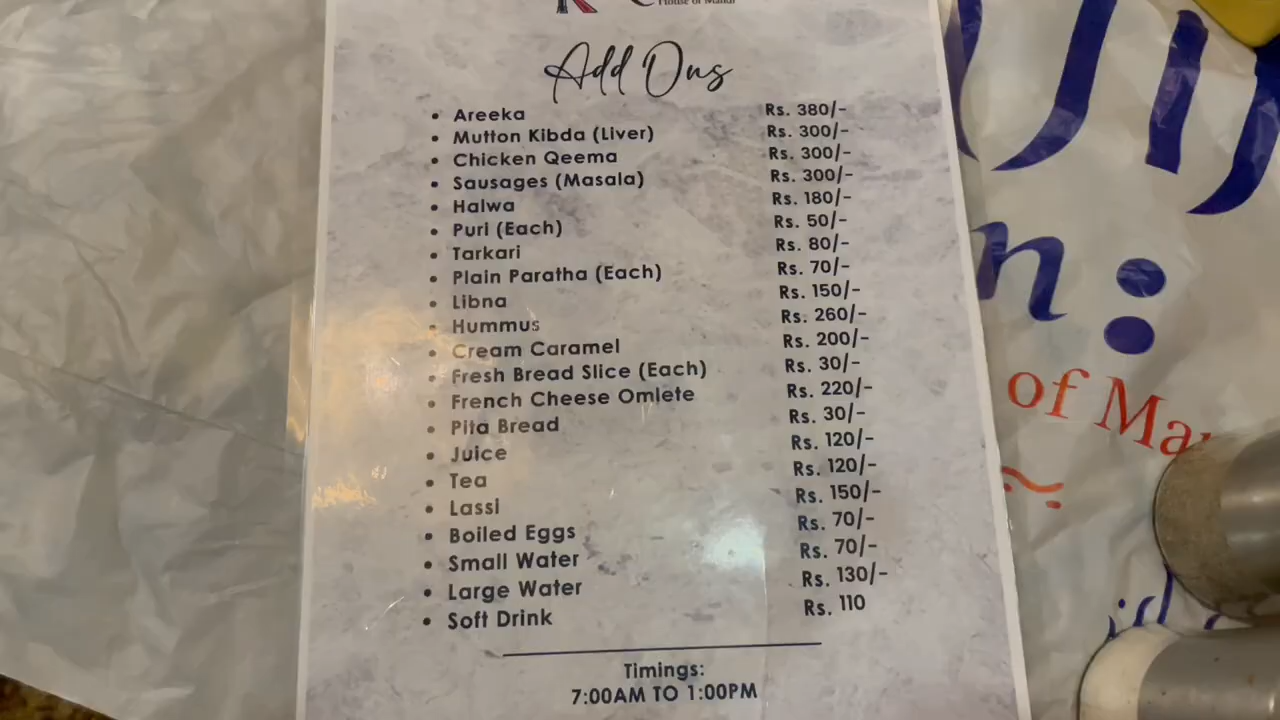 House of Mandi
Add Ons
• Areeka Rs. 380/-
• Mutton Kibda (Liver) Rs. 300/-
• Chicken Qeema Rs. 300/-
• Sausages (Masala) Rs. 300/-
• Halwa Rs. 180/-
• Puri (Each) Rs. 50/-
• Tarkari Rs. 80/-
• Plain Paratha (Each) Rs. 70/-
• Libna Rs. 150/-
• Hummus Rs. 260/-
• Cream Caramel Rs. 200/-
• Fresh Bread Slice (Each) Rs. 30/-
• French Cheese Omlete Rs. 220/-
• Pita Bread Rs. 30/-
• Juice Rs. 120/-
• Tea Rs. 120/-
• Lassi Rs. 150/-
• Boiled Eggs Rs. 70/-
• Small Water Rs. 70/-
• Large Water Rs. 130/-
• Soft Drink Rs. 110
Timings:
7:00AM TO 1:00PM
of Ma